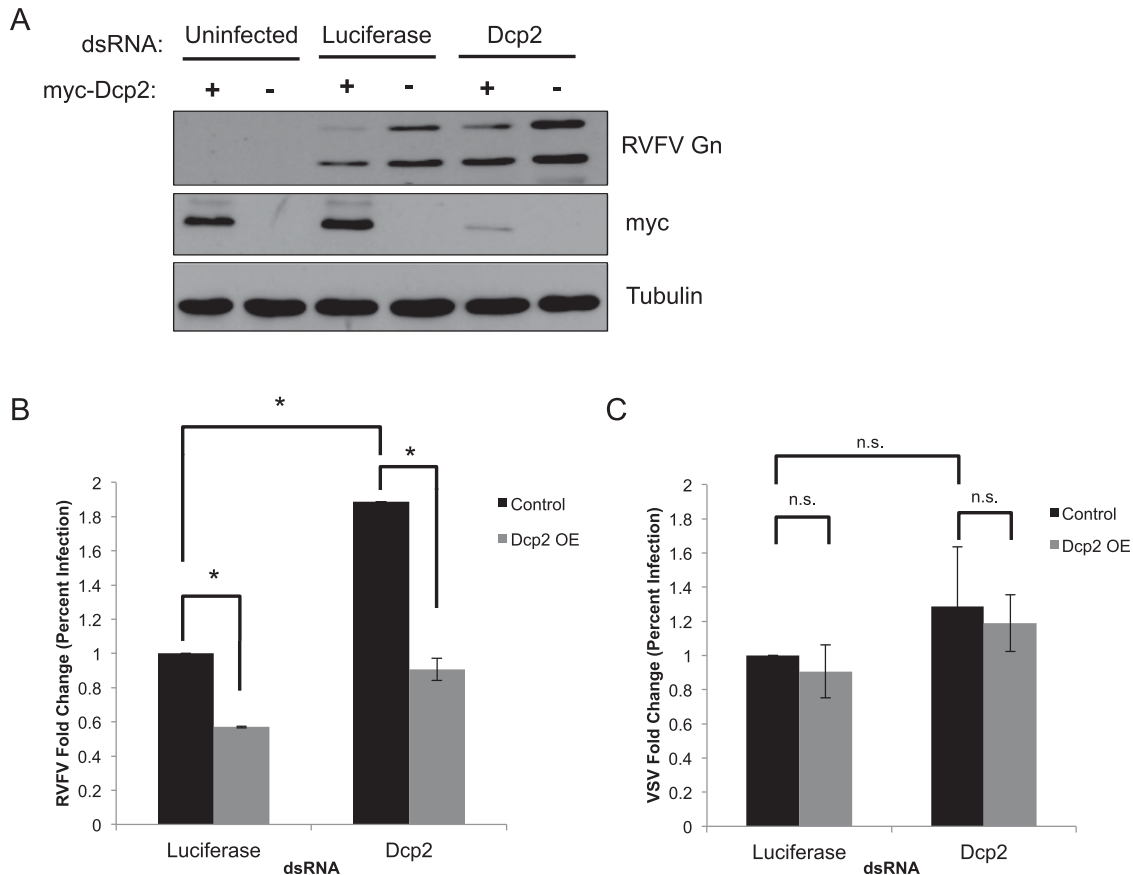 A
dsRNA: Uninfected Luciferase Dcp2
myc-Dcp2: + - + - + -
RVFV Gn
myc
Tubulin
B
*
*
*
RVFV Fold Change (Percent Infection)
2
1.8
1.6
1.4
1.2
1
0.8
0.6
0.4
0.2
0
Control
Dcp2 OE
Luciferase Dcp2
dsRNA
C
n.s.
n.s.
n.s.
VSV Fold Change (Percent Infection)
2
1.8
1.6
1.4
1.2
1
0.8
0.6
0.4
0.2
0
Control
Dcp2 OE
Luciferase Dcp2
dsRNA